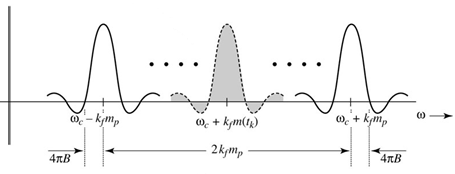 ω_c − k_f m_p
ω_c + k_f m(t_k)
ω_c + k_f m_p
ω
4πB
2k_f m_p
4πB